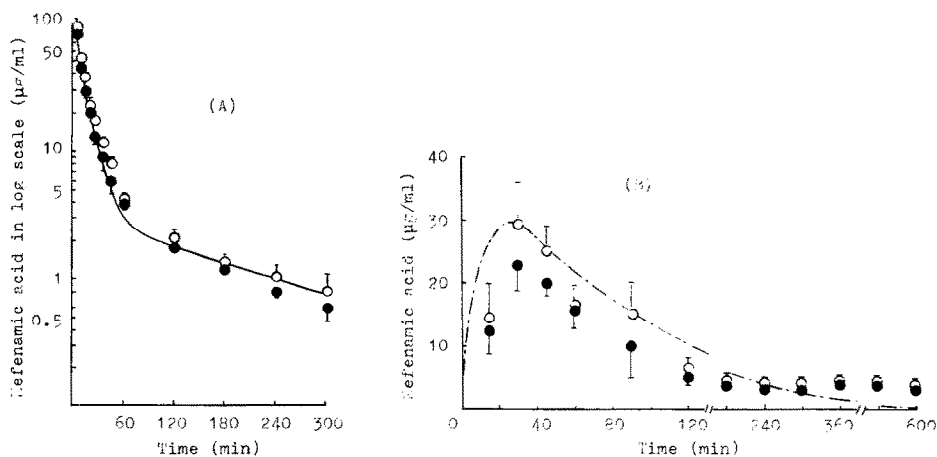 100
50
10
5
1
0.5
60 120 180 240 300
Time (min)
Mefenamic acid in log scale (µg/ml)
(A)
40
30
20
10
0 40 80 120 240 360 600
Time (min)
Mefenamic acid (µg/ml)
(B)